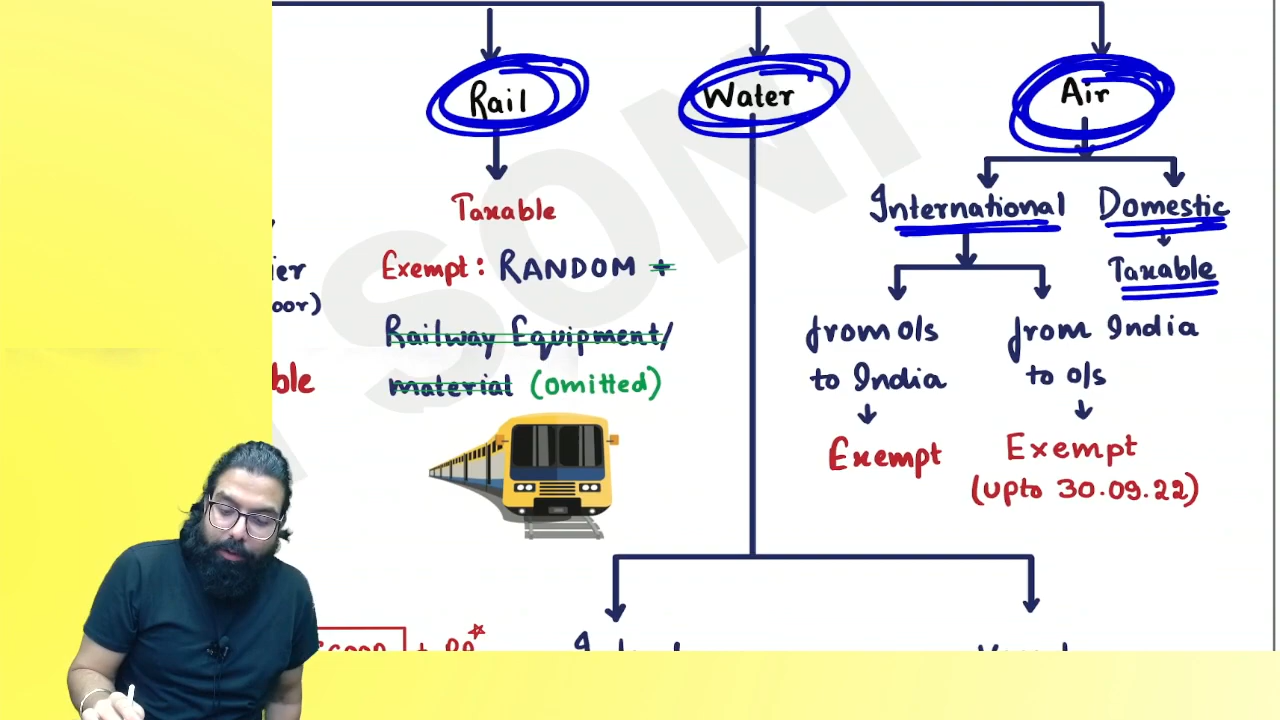 Rail
Water
Air
Taxable
Exempt: RANDOM +
Railway Equipment/
material (omitted)
International
Domestic
Taxable
from o/s
to India
Exempt
from India
to o/s
Exempt
(upto 30.09.22)
SONI